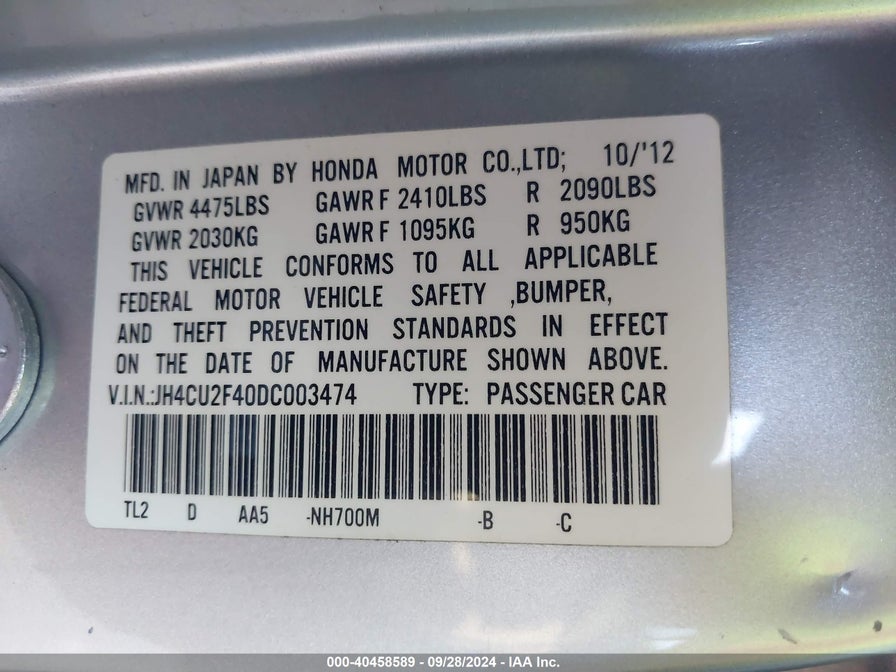 MFD. IN JAPAN BY HONDA MOTOR CO.,LTD; 10/'12
GVWR 4475LBS GAWR F 2410LBS R 2090LBS
GVWR 2030KG GAWR F 1095KG R 950KG
THIS VEHICLE CONFORMS TO ALL APPLICABLE
FEDERAL MOTOR VEHICLE SAFETY ,BUMPER,
AND THEFT PREVENTION STANDARDS IN EFFECT
ON THE DATE OF MANUFACTURE SHOWN ABOVE.
V.I.N.:JH4CU2F40DC003474 TYPE: PASSENGER CAR
TL2 D AA5 -NH700M -B -C
000-40458589 - 09/28/2024 - IAA Inc.